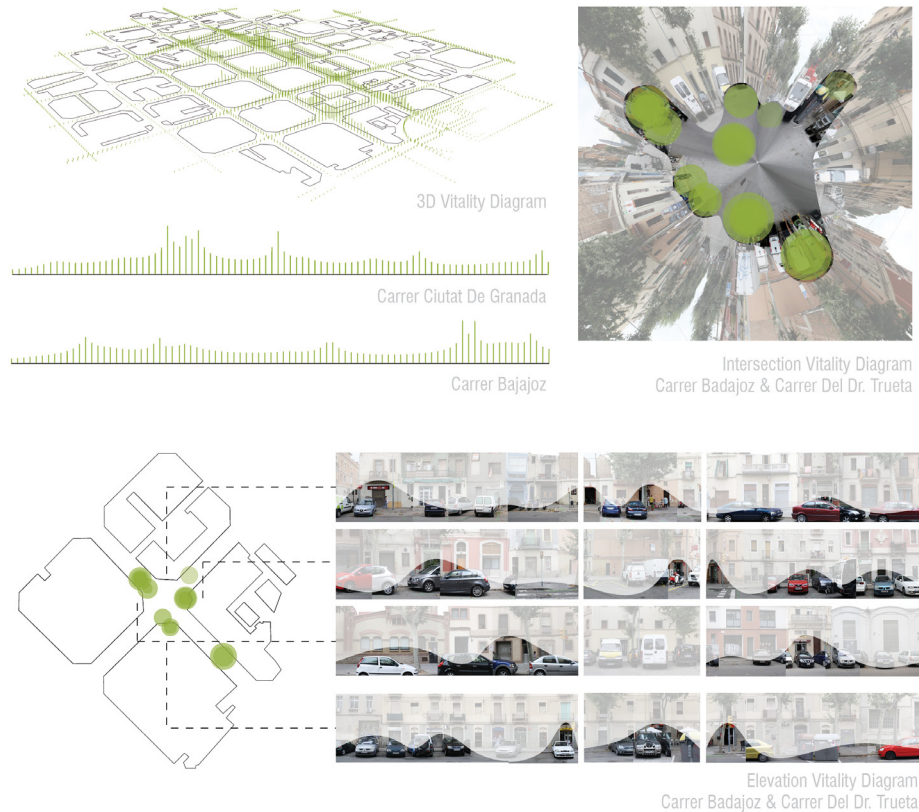 3D Vitality Diagram
Carrer Ciutat De Granada
Carrer Bajajoz
Intersection Vitality Diagram
Carrer Badajoz & Carrer Del Dr. Trueta
Elevation Vitality Diagram
Carrer Badajoz & Carrer Del Dr. Trueta